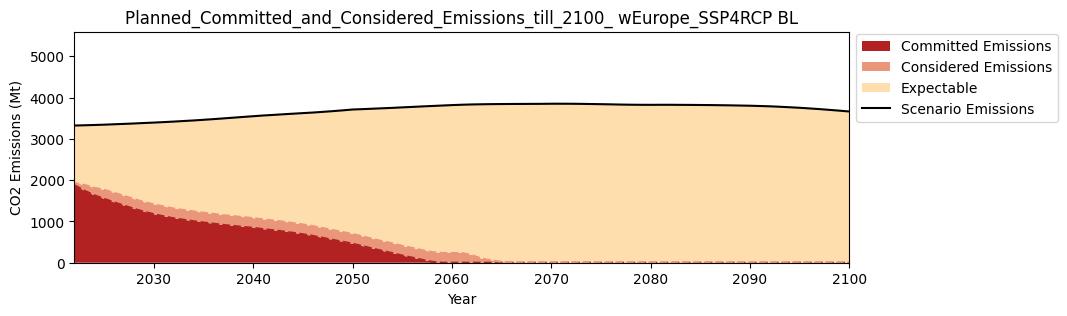 Planned_Committed_and_Considered_Emissions_till_2100_ wEurope_SSP4RCP BL
Committed Emissions
Considered Emissions
Expectable
Scenario Emissions
CO2 Emissions (Mt)
5000
4000
3000
2000
1000
0
2030 2040 2050 2060 2070 2080 2090 2100
Year